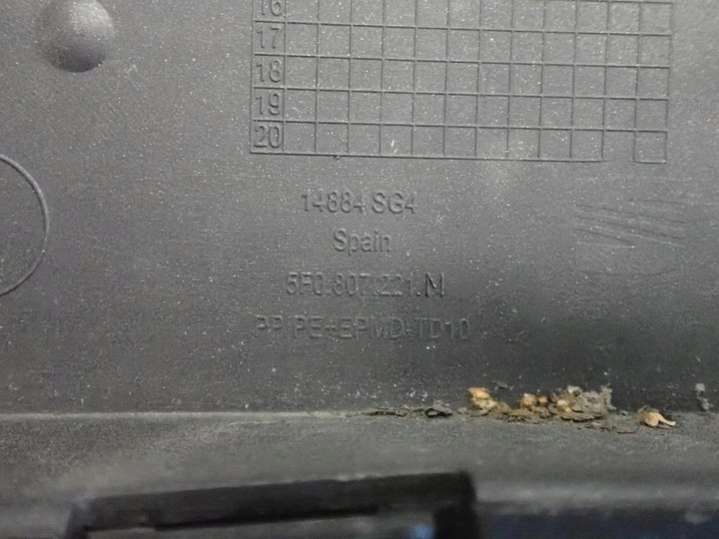 16
17
18
19
20
14884 SG4
Spain
5F0.807.221.M
PP/PE+EPMD-TD10